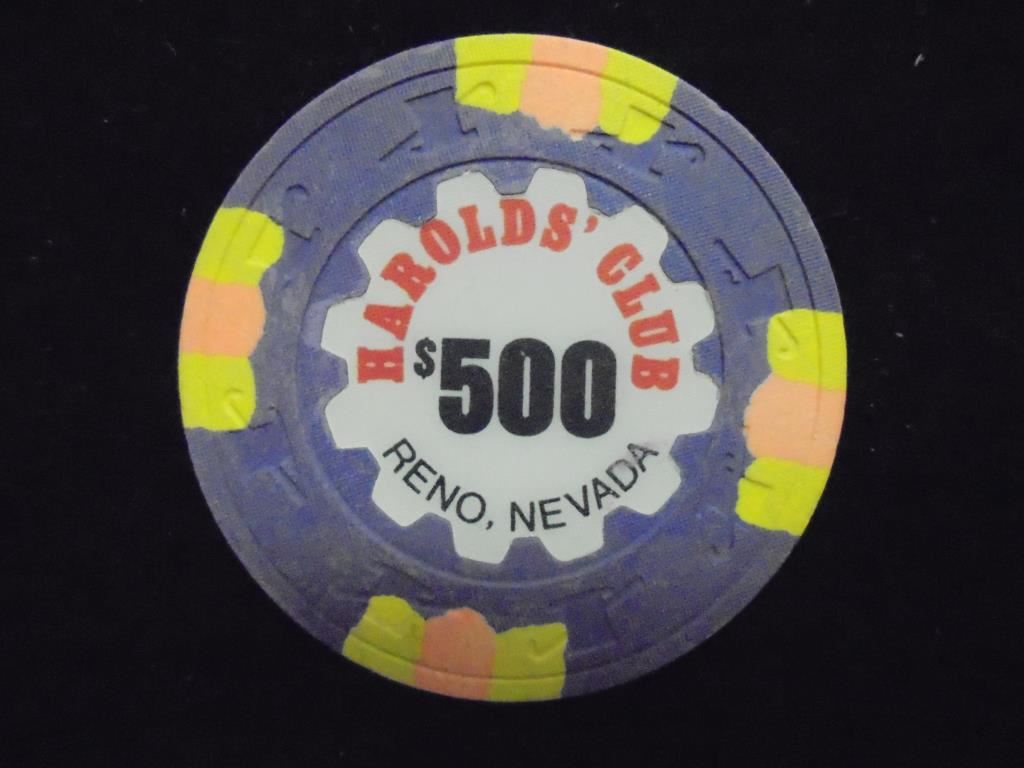 HAROLDS' CLUB
$500
RENO, NEVADA